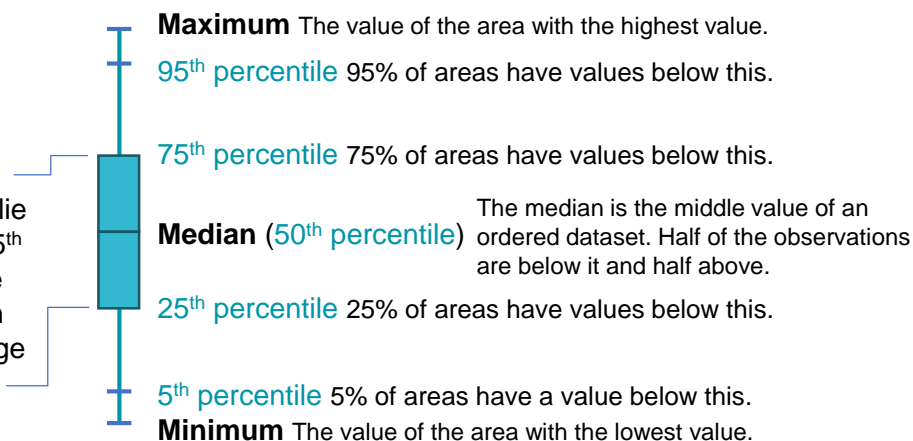 Maximum The value of the area with the highest value.
95th percentile 95% of areas have values below this.
75th percentile 75% of areas have values below this.
lie
5th
Median (50th percentile) The median is the middle value of an
ordered dataset. Half of the observations
are below it and half above.
25th percentile 25% of areas have values below this.
ge
5th percentile 5% of areas have a value below this.
Minimum The value of the area with the lowest value.